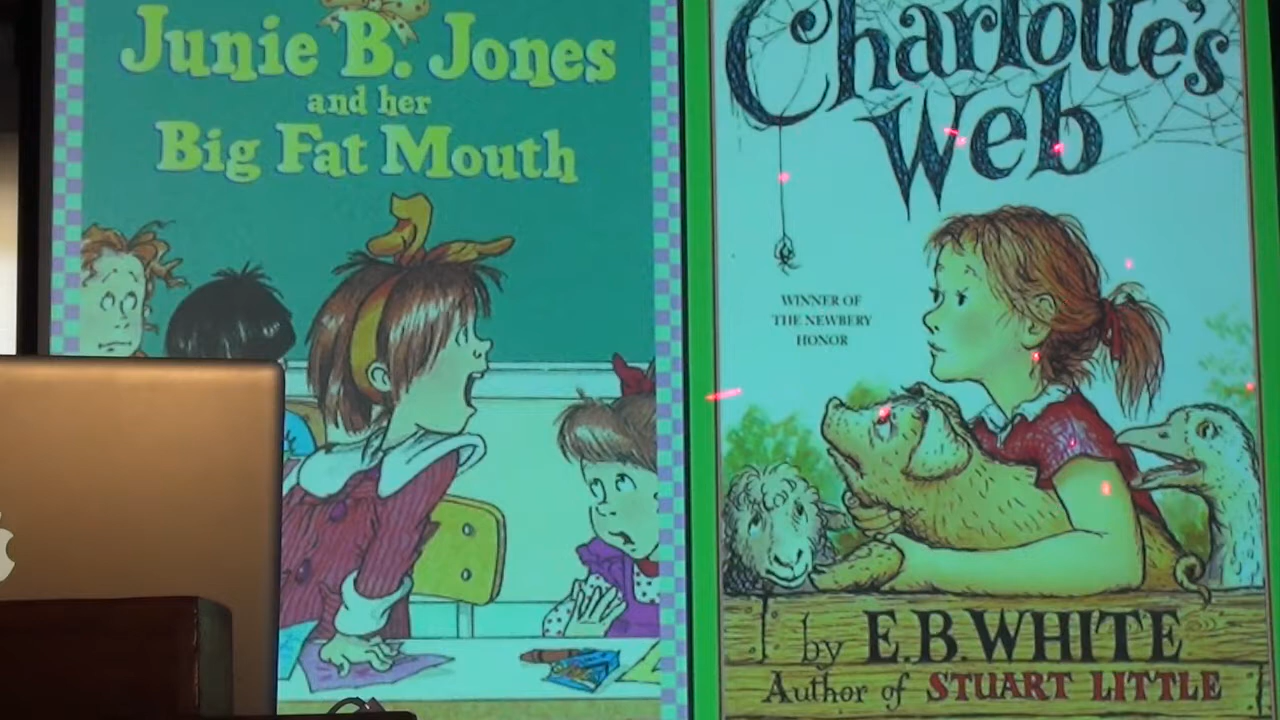 Junie B. Jones
and her
Big Fat Mouth
Charlotte's
Web
WINNER OF
THE NEWBERY
HONOR
by E.B. WHITE
Author of STUART LITTLE